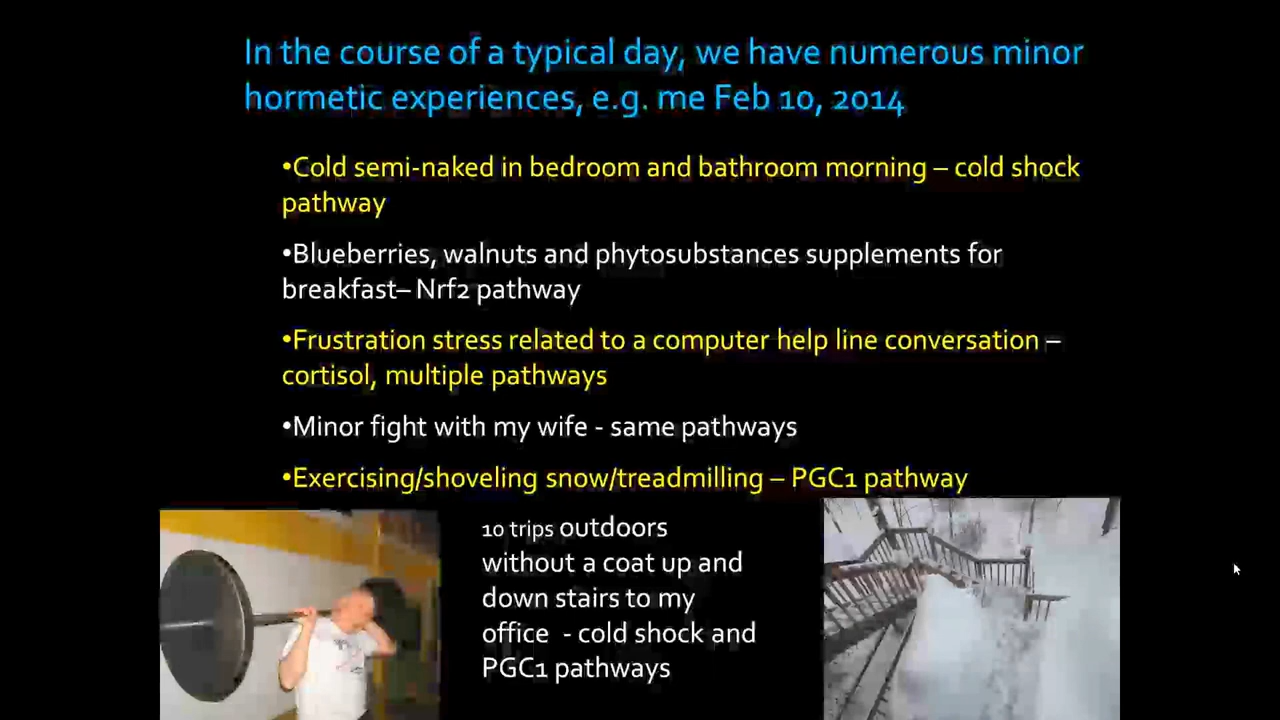 In the course of a typical day, we have numerous minor
hormetic experiences, e.g. me Feb 10, 2014
•Cold semi-naked in bedroom and bathroom morning – cold shock
pathway
•Blueberries, walnuts and phytosubstances supplements for
breakfast– Nrf2 pathway
•Frustration stress related to a computer help line conversation –
cortisol, multiple pathways
•Minor fight with my wife - same pathways
•Exercising/shoveling snow/treadmilling – PGC1 pathway
10 trips outdoors
without a coat up and
down stairs to my
office - cold shock and
PGC1 pathways